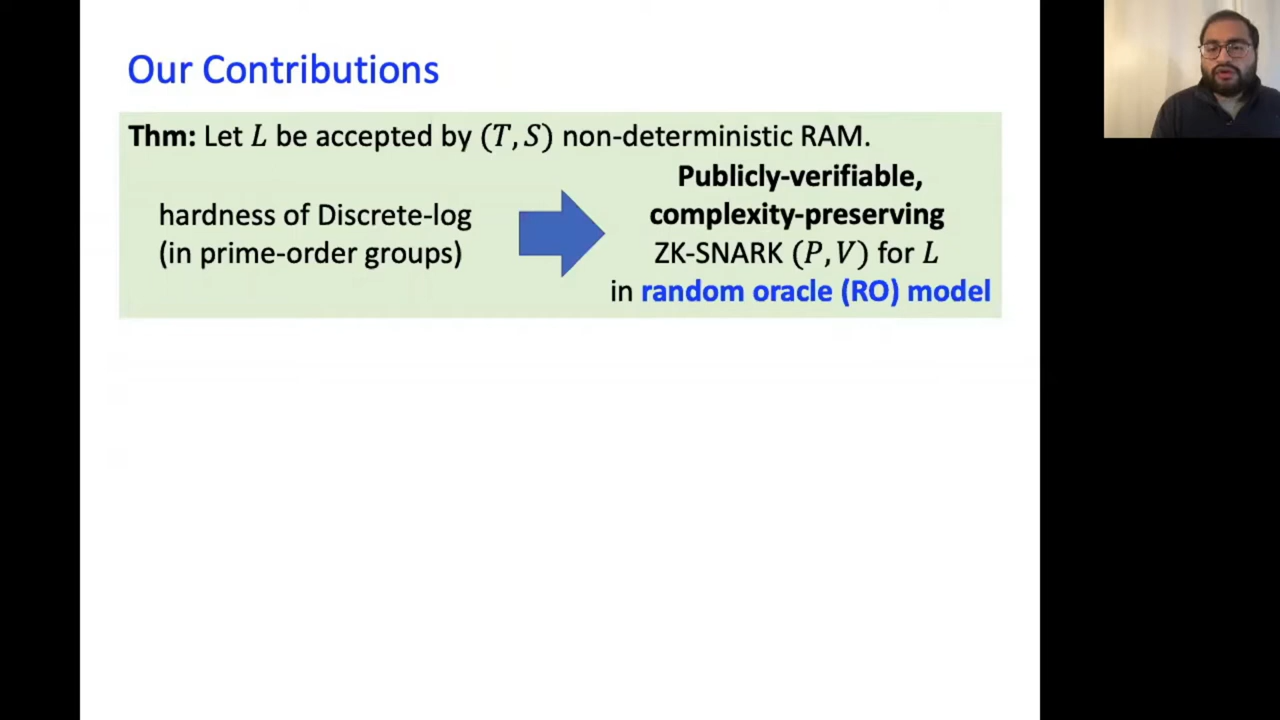 Our Contributions
Thm: Let L be accepted by (T, S) non-deterministic RAM.
hardness of Discrete-log
(in prime-order groups)
Publicly-verifiable,
complexity-preserving
ZK-SNARK (P, V) for L
in random oracle (RO) model